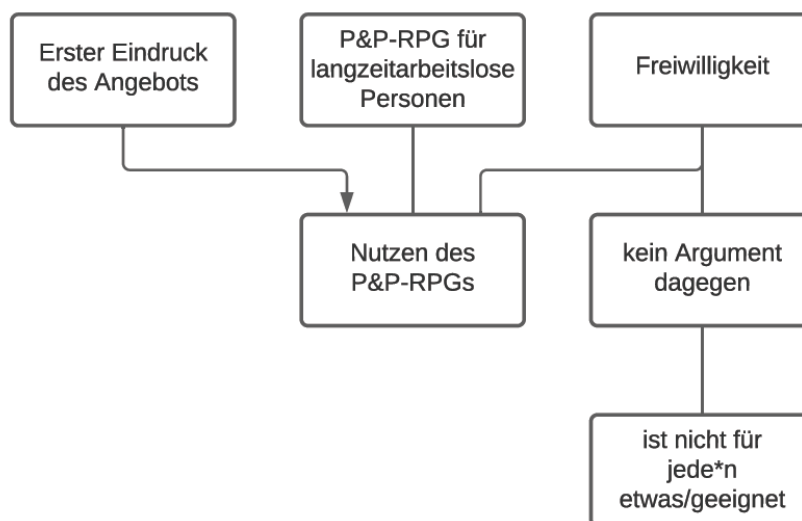 Erster Eindruck
des Angebots
P&P-RPG für
langzeitarbeitslose
Personen
Freiwilligkeit
Nutzen des
P&P-RPGs
kein Argument
dagegen
ist nicht für
jede*n
etwas/geeignet